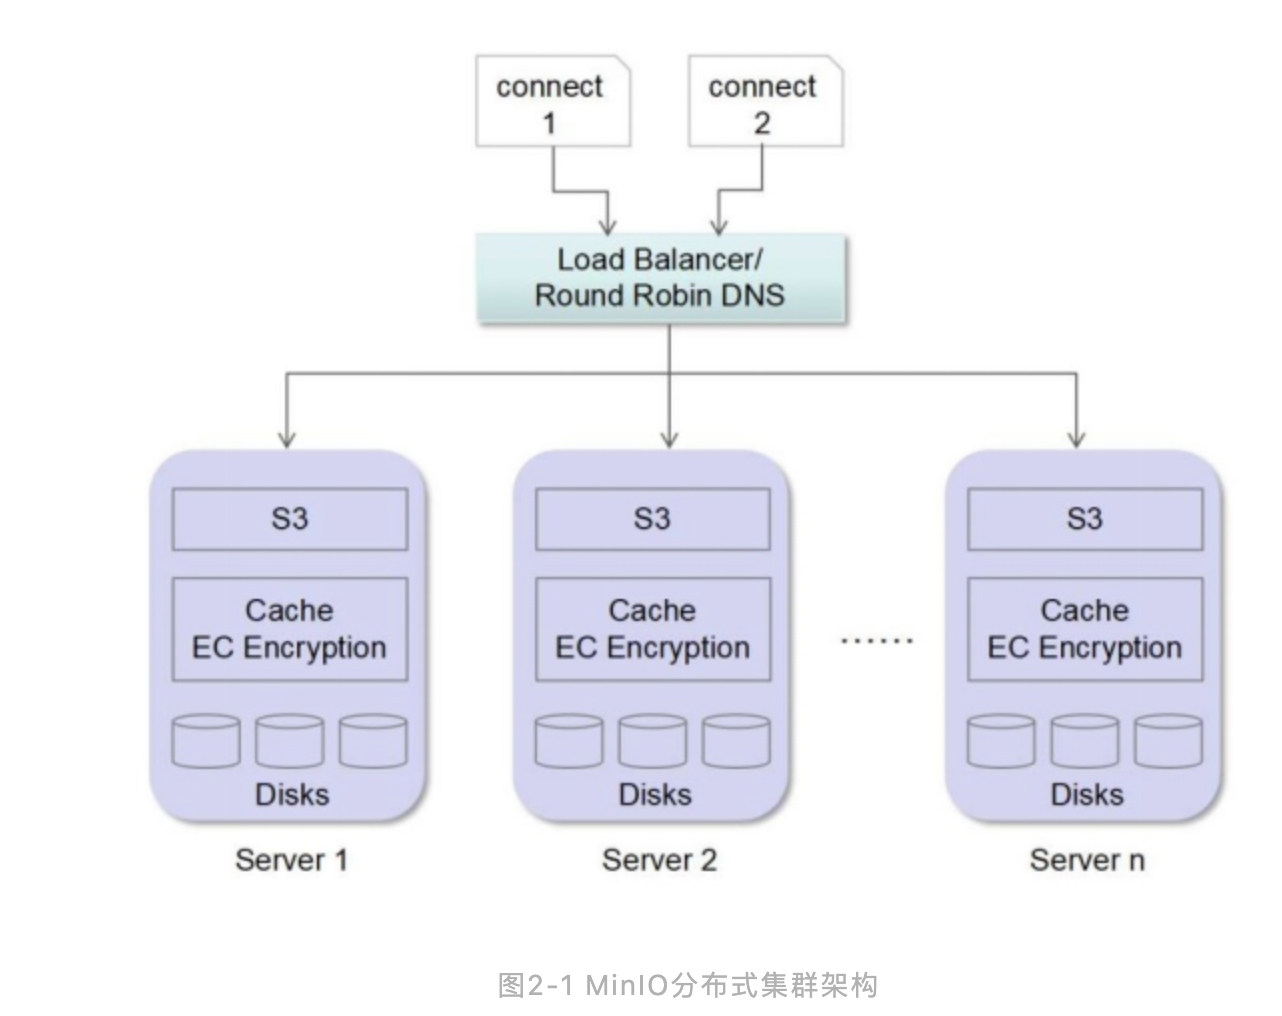 connect
1
connect
2
Load Balancer/
Round Robin DNS
S3
Cache
EC Encryption
Disks
Server 1
S3
Cache
EC Encryption
Disks
Server 2
......
S3
Cache
EC Encryption
Disks
Server n
图2-1 MinIO分布式集群架构